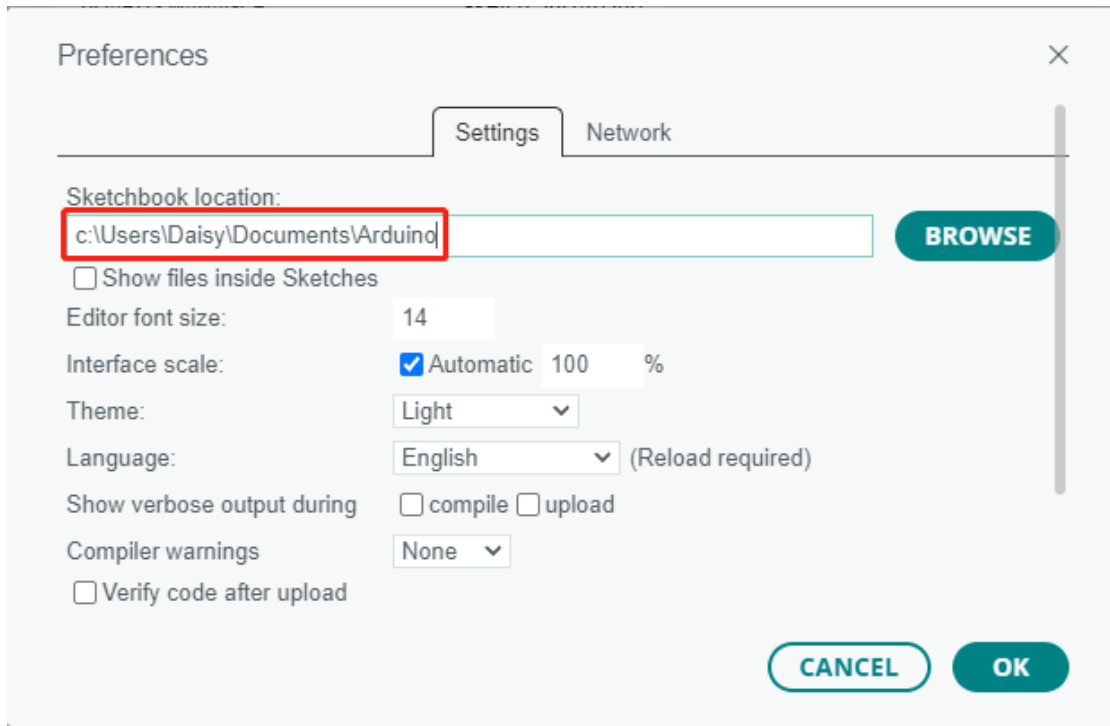 Preferences
Settings Network
Sketchbook location:
c:\Users\Daisy\Documents\Arduino
BROWSE
Show files inside Sketches
Editor font size: 14
Interface scale: Automatic 100 %
Theme: Light
Language: English (Reload required)
Show verbose output during compile upload
Compiler warnings None
Verify code after upload
CANCEL OK